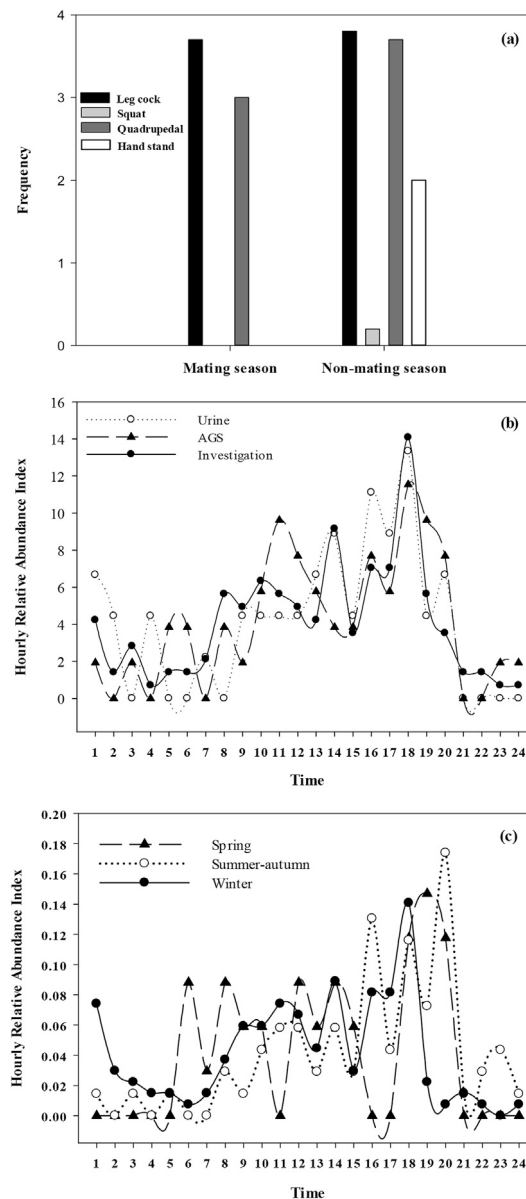 (a)
4
3
2
1
0
Frequency
Leg cock
Squat
Quadrupedal
Hand stand
Mating season Non-mating season
(b)
16
14
12
10
8
6
4
2
0
Hourly Relative Abundance Index
Urine
AGS
Investigation
1 2 3 4 5 6 7 8 9 10 11 12 13 14 15 16 17 18 19 20 21 22 23 24
Time
(c)
0.20
0.18
0.16
0.14
0.12
0.10
0.08
0.06
0.04
0.02
0.00
Hourly Relative Abundance Index
Spring
Summer-autumn
Winter
1 2 3 4 5 6 7 8 9 10 11 12 13 14 15 16 17 18 19 20 21 22 23 24
Time